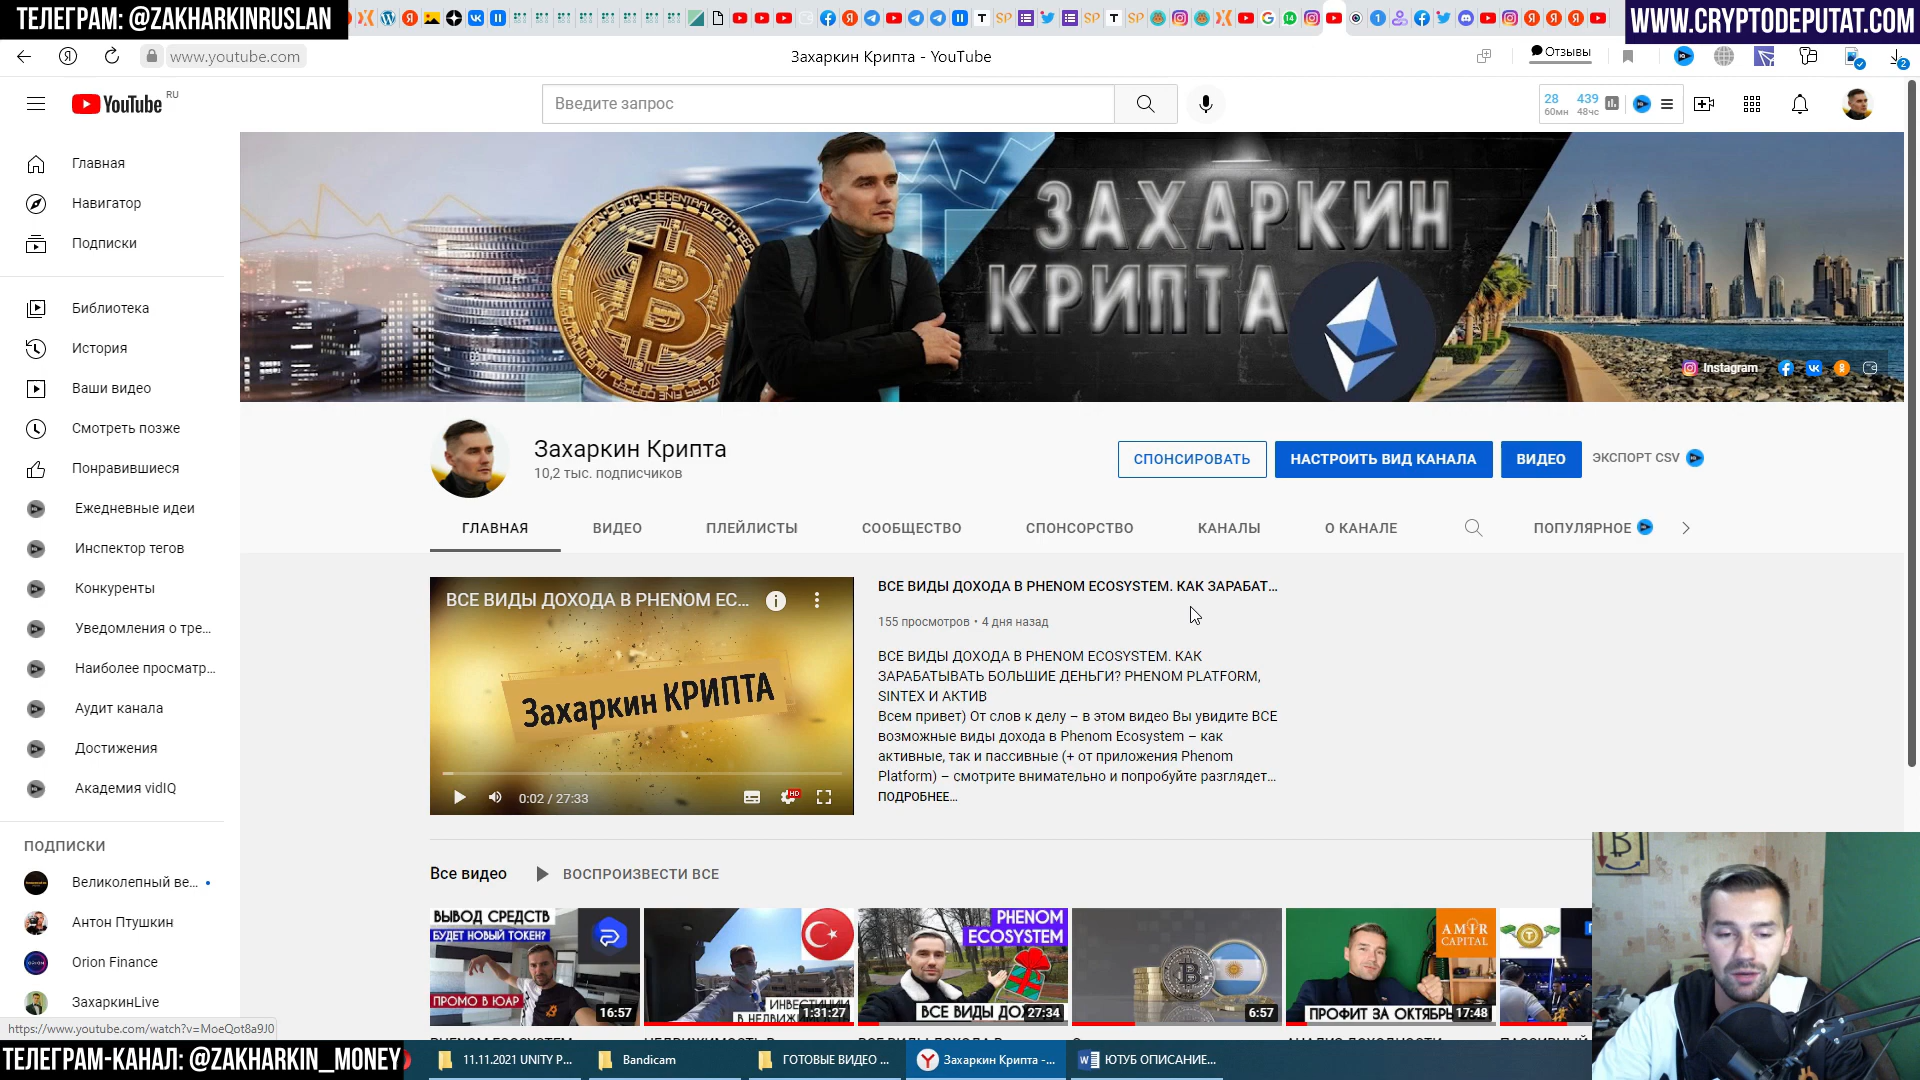 ТЕЛЕГРАМ: @ZAKHARKINRUSLAN
WWW.CRYPTODEPUTAT.COM
www.youtube.com
Захаркин Крипта - YouTube
Отзывы
2
YouTube
RU
Введите запрос
28
60мн
439
48чс
Главная
Навигатор
Подписки
Библиотека
История
Ваши видео
Смотреть позже
Понравившиеся
Ежедневные идеи
Инспектор тегов
Конкуренты
Уведомления о тре...
Наиболее просматр...
Аудит канала
Достижения
Академия vidIQ
ПОДПИСКИ
Великолепный ве...
Антон Птушкин
Orion Finance
ЗахаркинLive
ЗАХАРКИН
КРИПТА
Instagram
Захаркин Крипта
10,2 тыс. подписчиков
СПОНСИРОВАТЬ
НАСТРОИТЬ ВИД КАНАЛА
ВИДЕО
ЭКСПОРТ CSV
ГЛАВНАЯ
ВИДЕО
ПЛЕЙЛИСТЫ
СООБЩЕСТВО
СПОНСОРСТВО
КАНАЛЫ
О КАНАЛЕ
ПОПУЛЯРНОЕ
ВСЕ ВИДЫ ДОХОДА В PHENOM EC...
Захаркин КРИПТА
0:02 / 27:33
HD
ВСЕ ВИДЫ ДОХОДА В PHENOM ECOSYSTEM. КАК ЗАРАБАТ...
155 просмотров • 4 дня назад
ВСЕ ВИДЫ ДОХОДА В PHENOM ECOSYSTEM. КАК
ЗАРАБАТЫВАТЬ БОЛЬШИЕ ДЕНЬГИ? PHENOM PLATFORM,
SINTEX И АКТИВ
Всем привет) От слов к делу – в этом видео Вы увидите ВСЕ
возможные виды дохода в Phenom Ecosystem – как
активные, так и пассивные (+ от приложения Phenom
Platform) – смотрите внимательно и попробуйте разглядет...
ПОДРОБНЕЕ...
Все видео
ВОСПРОИЗВЕСТИ ВСЕ
ВЫВОД СРЕДСТВ
БУДЕТ НОВЫЙ ТОКЕН?
ПРОМО В ЮАР
16:57
ИНВЕСТИЦИИ
1:31:27
PHENOM
ECOSYSTEM
ВСЕ ВИДЫ ДО
27:34
6:57
AMIR
CAPITAL
ПРОФИТ ЗА ОКТЯБРЬ
17:48
https://www.youtube.com/watch?v=MoeQot8a9J0
ТЕЛЕГРАМ-КАНАЛ: @ZAKHARKIN_MONEY
11.11.2021 UNITY P...
Bandicam
ГОТОВЫЕ ВИДЕО ...
Захаркин Крипта -...
ЮТУБ ОПИСАНИЕ...